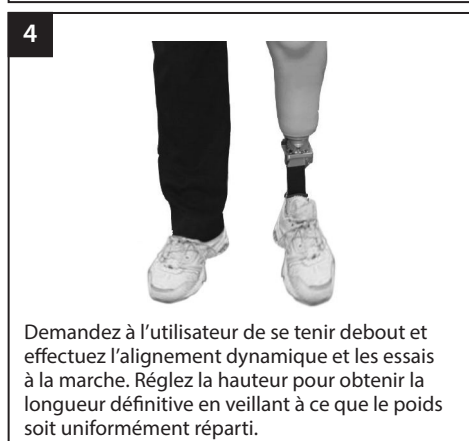 4
Demandez à l’utilisateur de se tenir debout et
effectuez l’alignement dynamique et les essais
à la marche. Réglez la hauteur pour obtenir la
longueur définitive en veillant à ce que le poids
soit uniformément réparti.